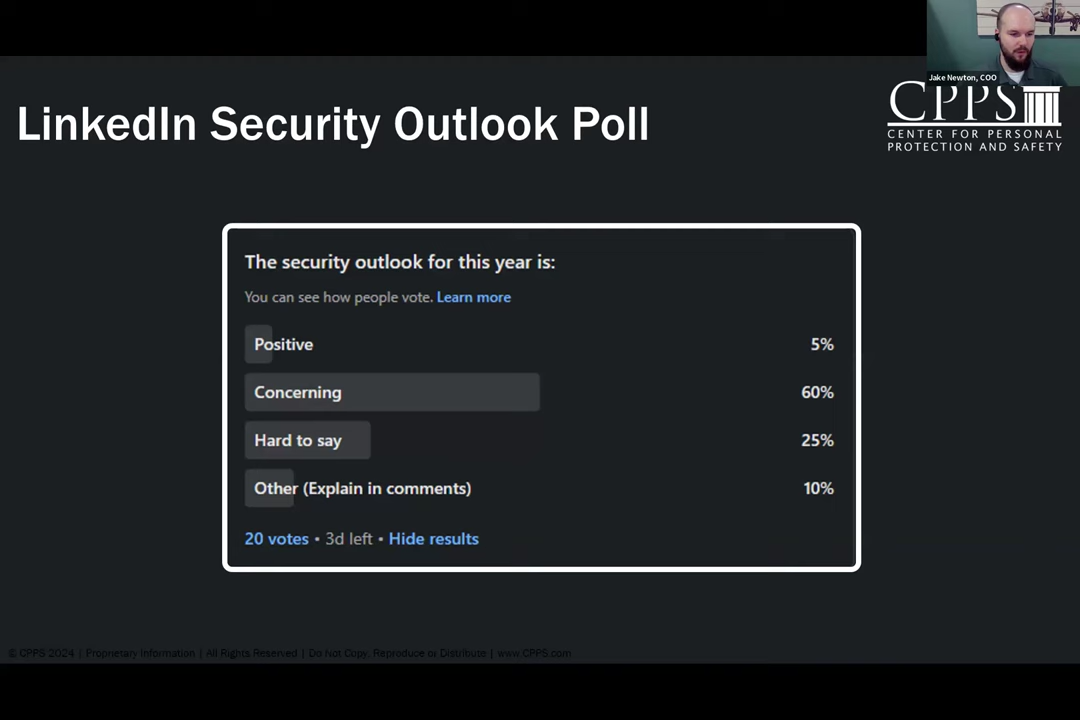 Jake Newton, COO
LinkedIn Security Outlook Poll
CPPS
CENTER FOR PERSONAL
PROTECTION AND SAFETY
The security outlook for this year is:
You can see how people vote. Learn more
Positive 5%
Concerning 60%
Hard to say 25%
Other (Explain in comments) 10%
20 votes • 3d left • Hide results
© CPPS 2024 | Proprietary Information | All Rights Reserved | Do Not Copy, Reproduce or Distribute | www.CPPS.com